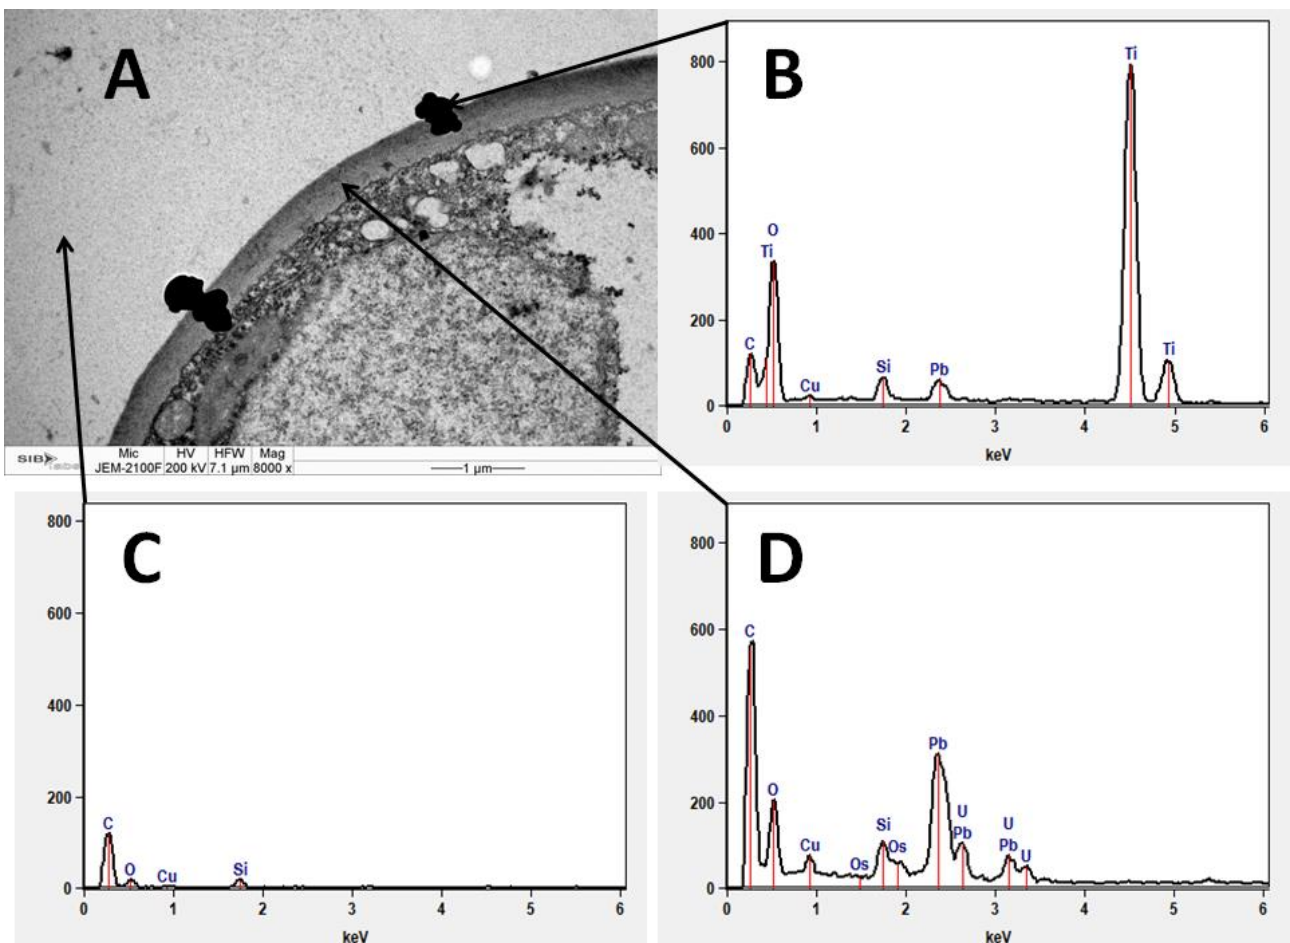 A
SIB labs
Mic HV HFW Mag
JEM-2100F 200 kV 7.1 µm 8000 x
1 µm
B
800
600
400
200
0
C
Ti
O
Cu
Si
Pb
Ti
Ti
0 1 2 3 4 5 6
keV
C
800
600
400
200
0
C
O
Cu
Si
0 1 2 3 4 5 6
keV
D
800
600
400
200
0
C
O
Cu
Os
Si
Os
Pb
U
Pb
U
Pb
U
0 1 2 3 4 5 6
keV